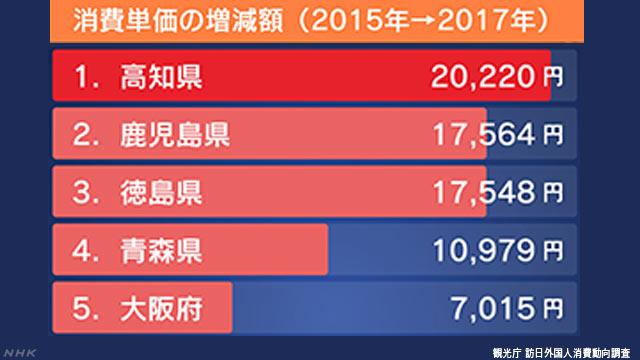 消費単価の増減額（2015年→2017年）
1. 高知県 20,220円
2. 鹿児島県 17,564円
3. 徳島県 17,548円
4. 青森県 10,979円
5. 大阪府 7,015円
NHK 観光庁 訪日外国人消費動向調査